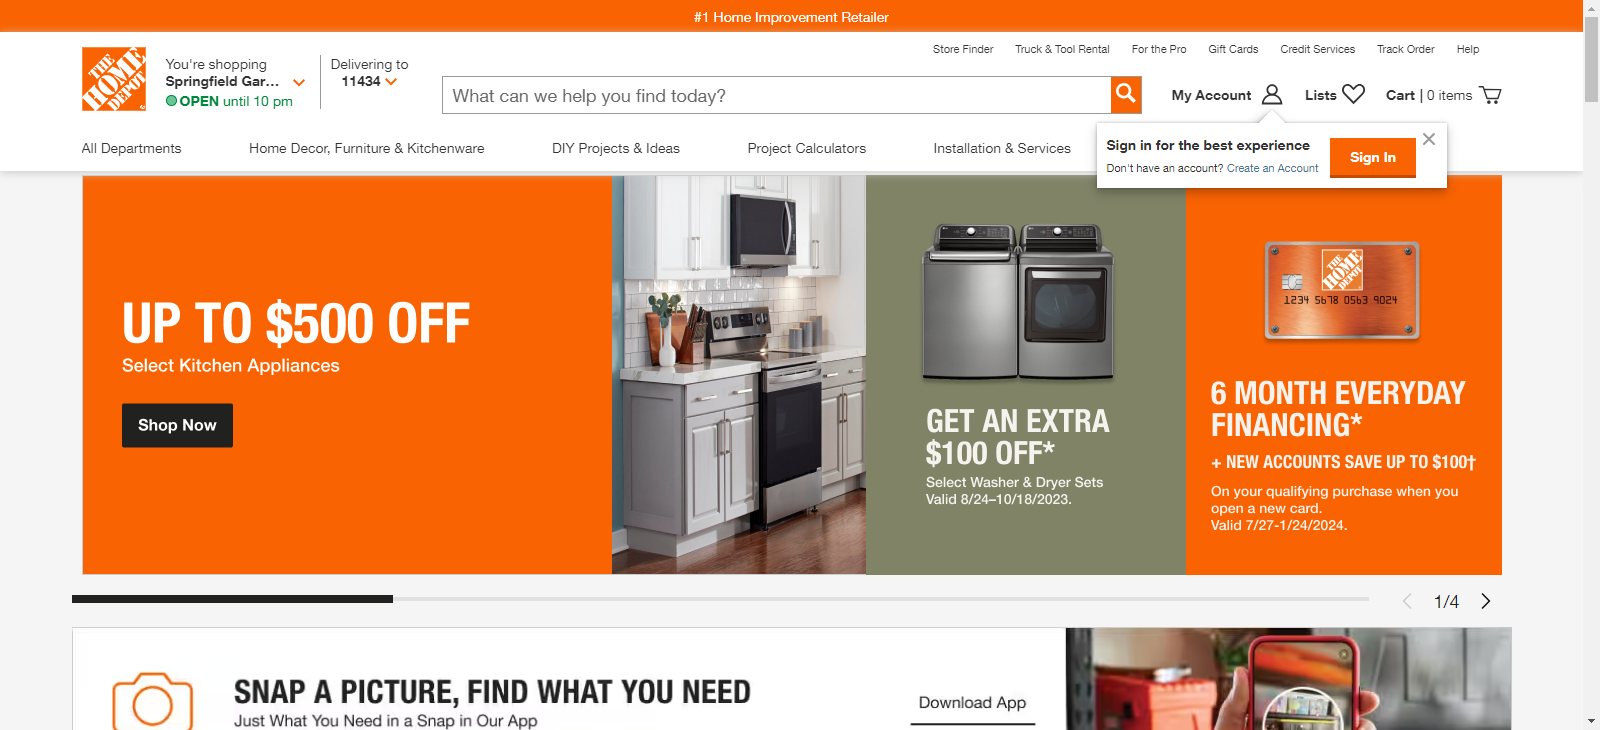 #1 Home Improvement Retailer
Store Finder
Truck & Tool Rental
For the Pro
Gift Cards
Credit Services
Track Order
Help
THE HOME DEPOT
You're shopping
Springfield Gar...
OPEN until 10 pm
Delivering to
11434
What can we help you find today?
My Account
Lists
Cart | 0 items
All Departments
Home Decor, Furniture & Kitchenware
DIY Projects & Ideas
Project Calculators
Installation & Services
Sign in for the best experience
Don't have an account? Create an Account
Sign In
UP TO $500 OFF
Select Kitchen Appliances
Shop Now
GET AN EXTRA
$100 OFF*
Select Washer & Dryer Sets
Valid 8/24–10/18/2023.
THE HOME DEPOT
1234 5678 0563 9024
6 MONTH EVERYDAY
FINANCING*
+ NEW ACCOUNTS SAVE UP TO $100†
On your qualifying purchase when you
open a new card.
Valid 7/27-1/24/2024.
1/4
SNAP A PICTURE, FIND WHAT YOU NEED
Just What You Need in a Snap in Our App
Download App